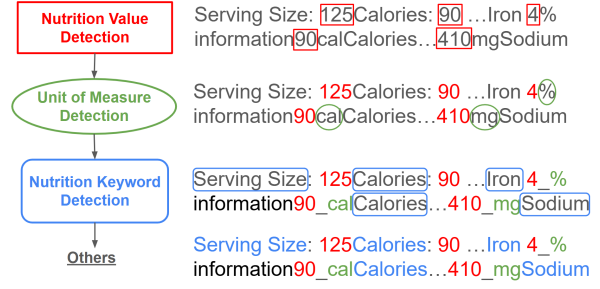 Nutrition Value
Detection
Serving Size: 125Calories: 90 …Iron 4%
information90calCalories…410mgSodium
Unit of Measure
Detection
Serving Size: 125Calories: 90 …Iron 4%
information90calCalories…410mgSodium
Nutrition Keyword
Detection
Serving Size: 125Calories: 90 …Iron 4_%
information90_calCalories…410_mgSodium
Others
Serving Size: 125Calories: 90 …Iron 4_%
information90_calCalories…410_mgSodium